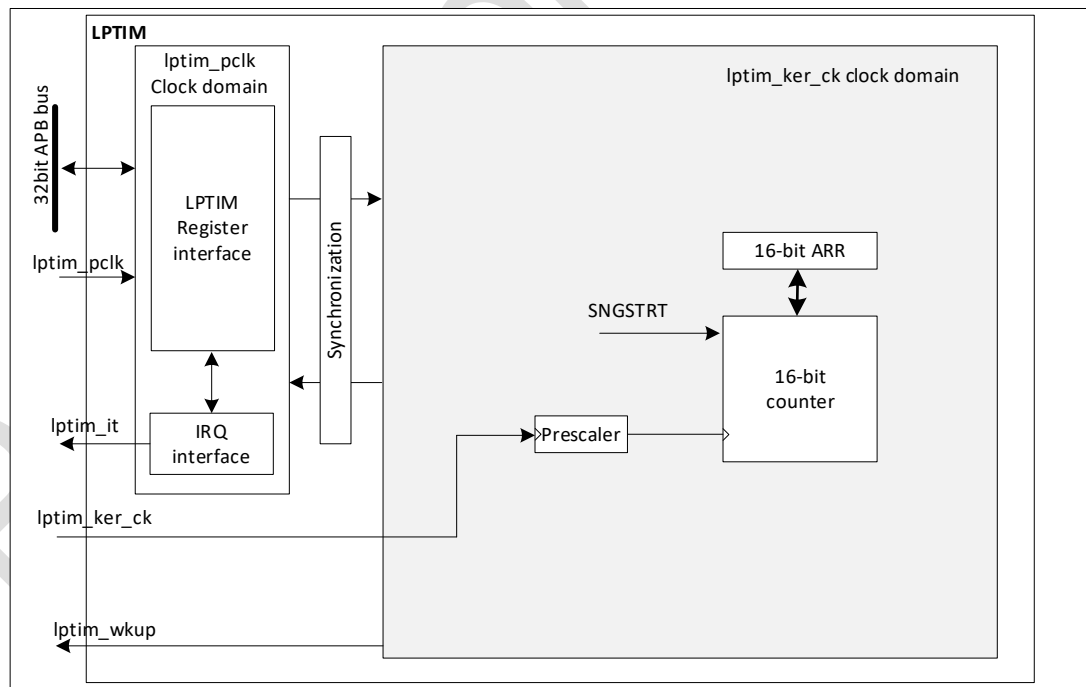 LPTIM
lptim_pclk
Clock domain
lptim_ker_ck clock domain
32bit APB bus
LPTIM
Register
interface
Synchronization
16-bit ARR
lptim_pclk
SNGSTRT
16-bit
counter
lptim_it
IRQ
interface
Prescaler
lptim_ker_ck
lptim_wkup